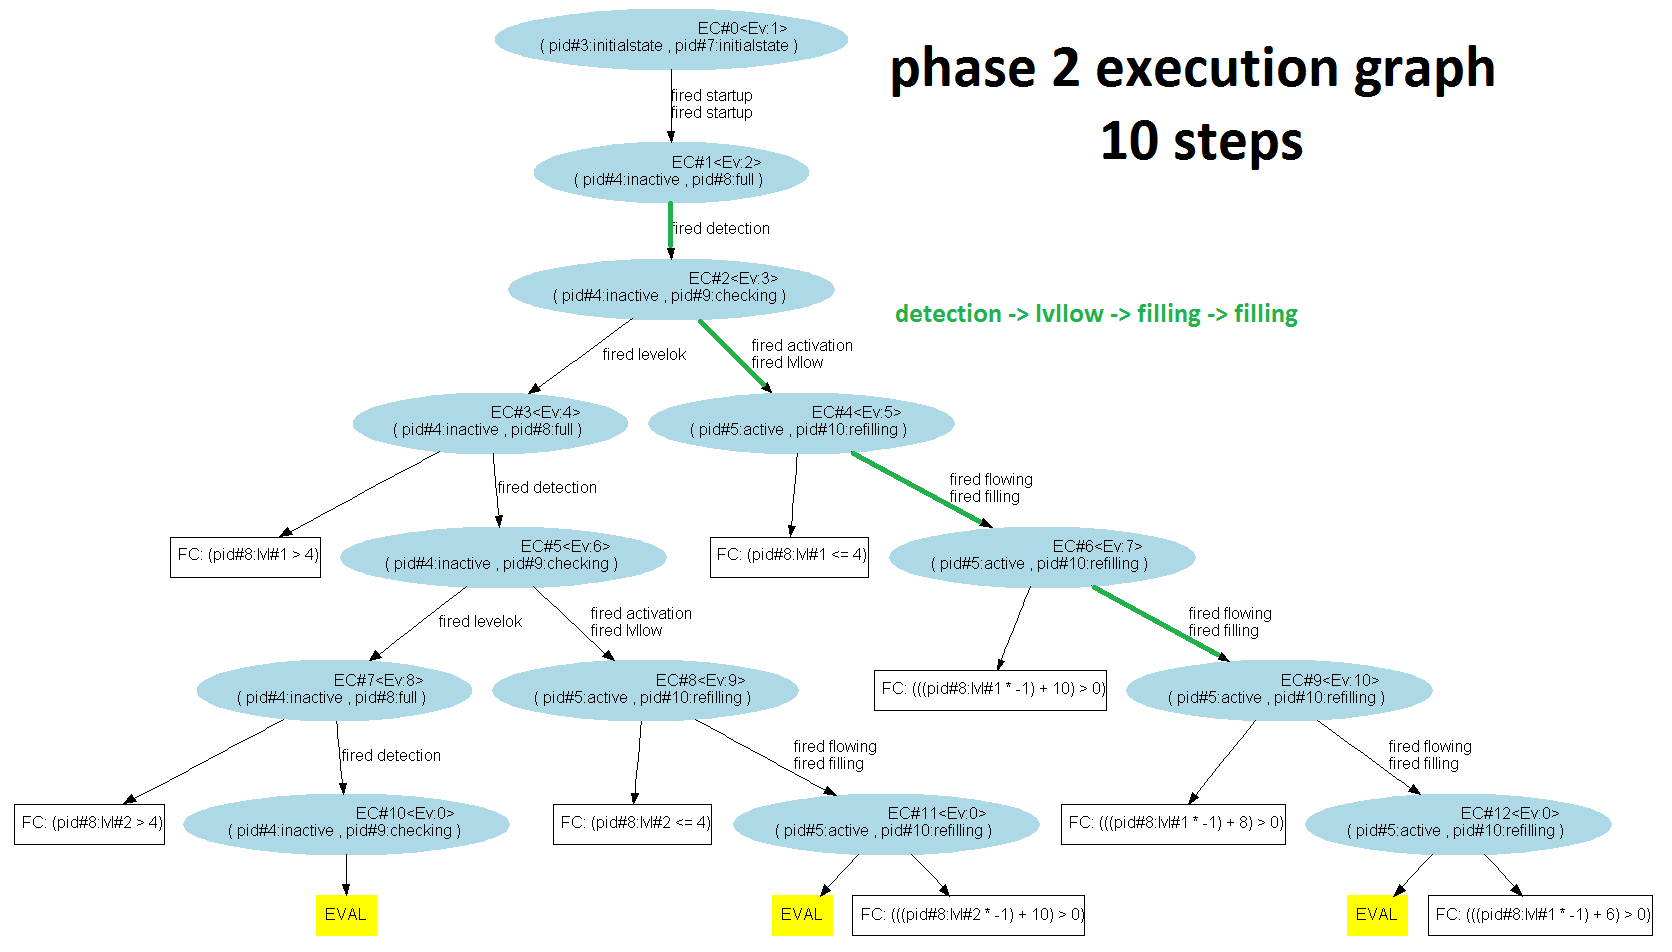 EC#0<Ev:1>
( pid#3:initialstate , pid#7:initialstate )
phase 2 execution graph
10 steps
fired startup
fired startup
EC#1<Ev:2>
( pid#4:inactive , pid#8:full )
fired detection
EC#2<Ev:3>
( pid#4:inactive , pid#9:checking )
detection -> lvllow -> filling -> filling
fired levelok
fired activation
fired lvllow
EC#3<Ev:4>
( pid#4:inactive , pid#8:full )
EC#4<Ev:5>
( pid#5:active , pid#10:refilling )
fired detection
fired flowing
fired filling
FC: (pid#8:lvl#1 > 4)
EC#5<Ev:6>
( pid#4:inactive , pid#9:checking )
FC: (pid#8:lvl#1 <= 4)
EC#6<Ev:7>
( pid#5:active , pid#10:refilling )
fired levelok
fired activation
fired lvllow
fired flowing
fired filling
EC#7<Ev:8>
( pid#4:inactive , pid#8:full )
EC#8<Ev:9>
( pid#5:active , pid#10:refilling )
FC: (((pid#8:lvl#1 * -1) + 10) > 0)
EC#9<Ev:10>
( pid#5:active , pid#10:refilling )
fired detection
fired flowing
fired filling
fired flowing
fired filling
FC: (pid#8:lvl#2 > 4)
EC#10<Ev:0>
( pid#4:inactive , pid#9:checking )
FC: (pid#8:lvl#2 <= 4)
EC#11<Ev:0>
( pid#5:active , pid#10:refilling )
FC: (((pid#8:lvl#1 * -1) + 8) > 0)
EC#12<Ev:0>
( pid#5:active , pid#10:refilling )
EVAL
EVAL
FC: (((pid#8:lvl#2 * -1) + 10) > 0)
EVAL
FC: (((pid#8:lvl#1 * -1) + 6) > 0)